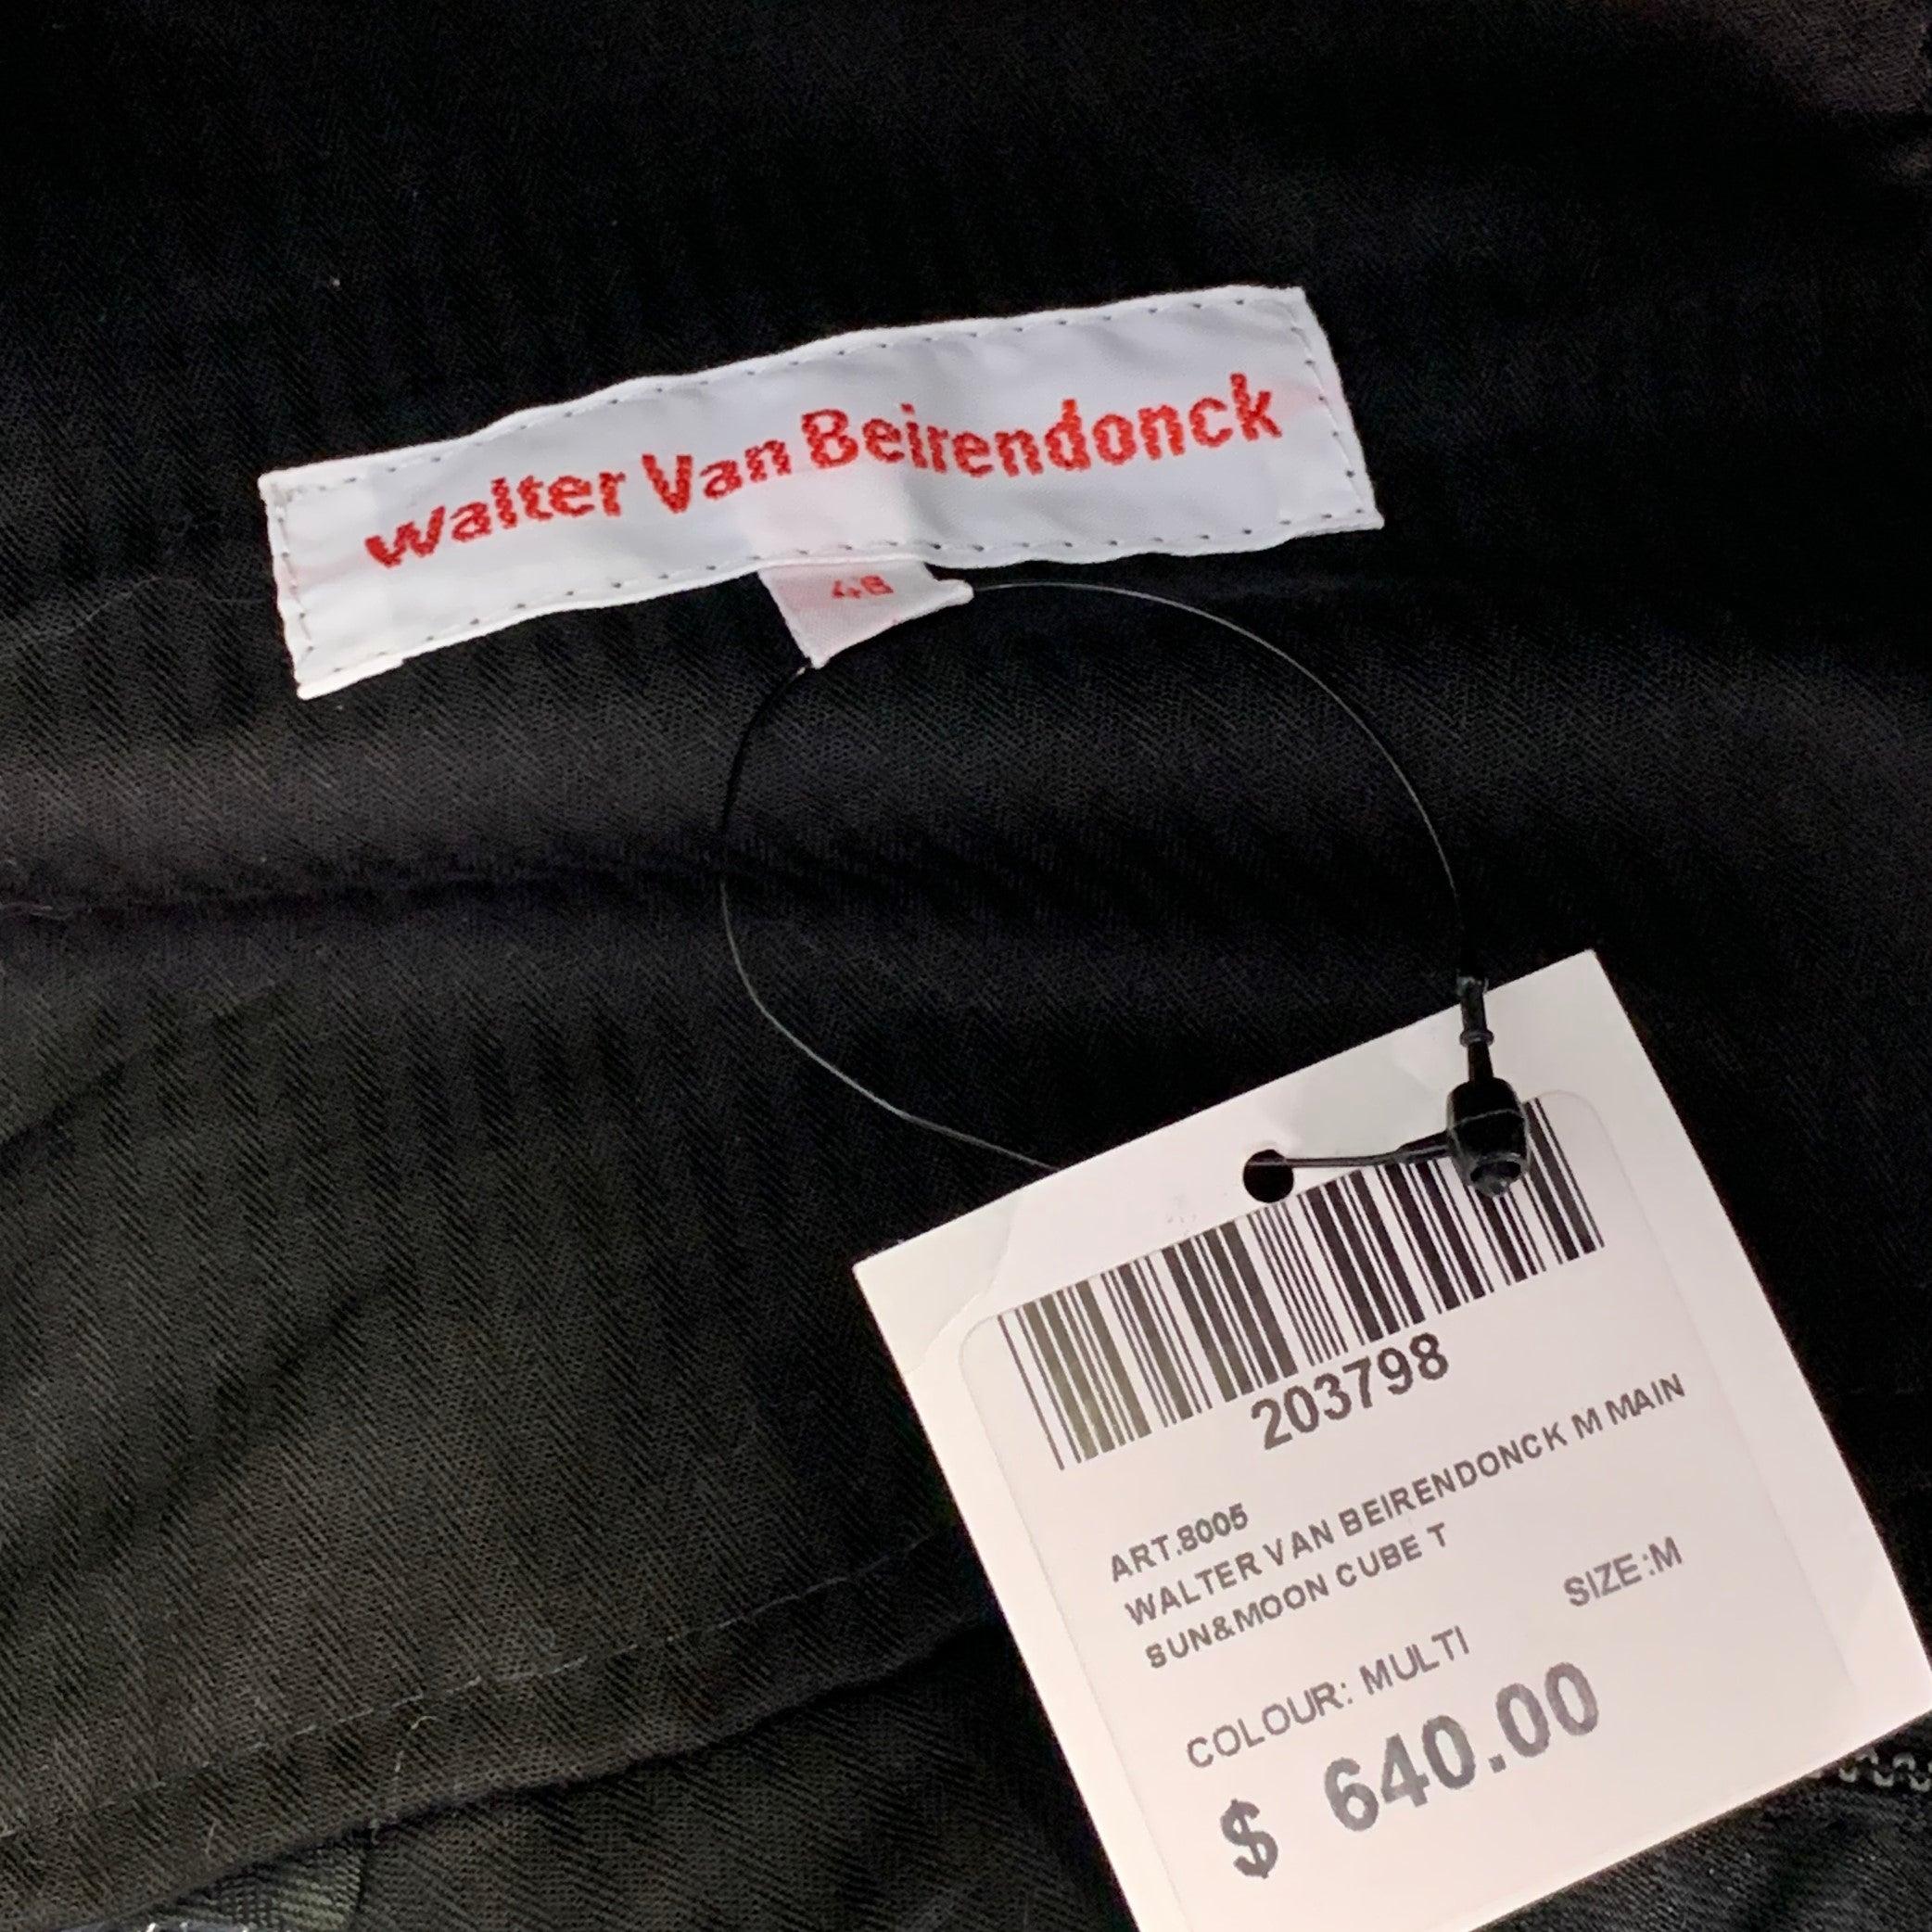 walter Van Beirendonck
48
203798
ART.8005
WALTER VAN BEIRENDONCK M MAIN
SUN&MOON CUBE T
COLOUR: MULTI SIZE:M
$ 640.00